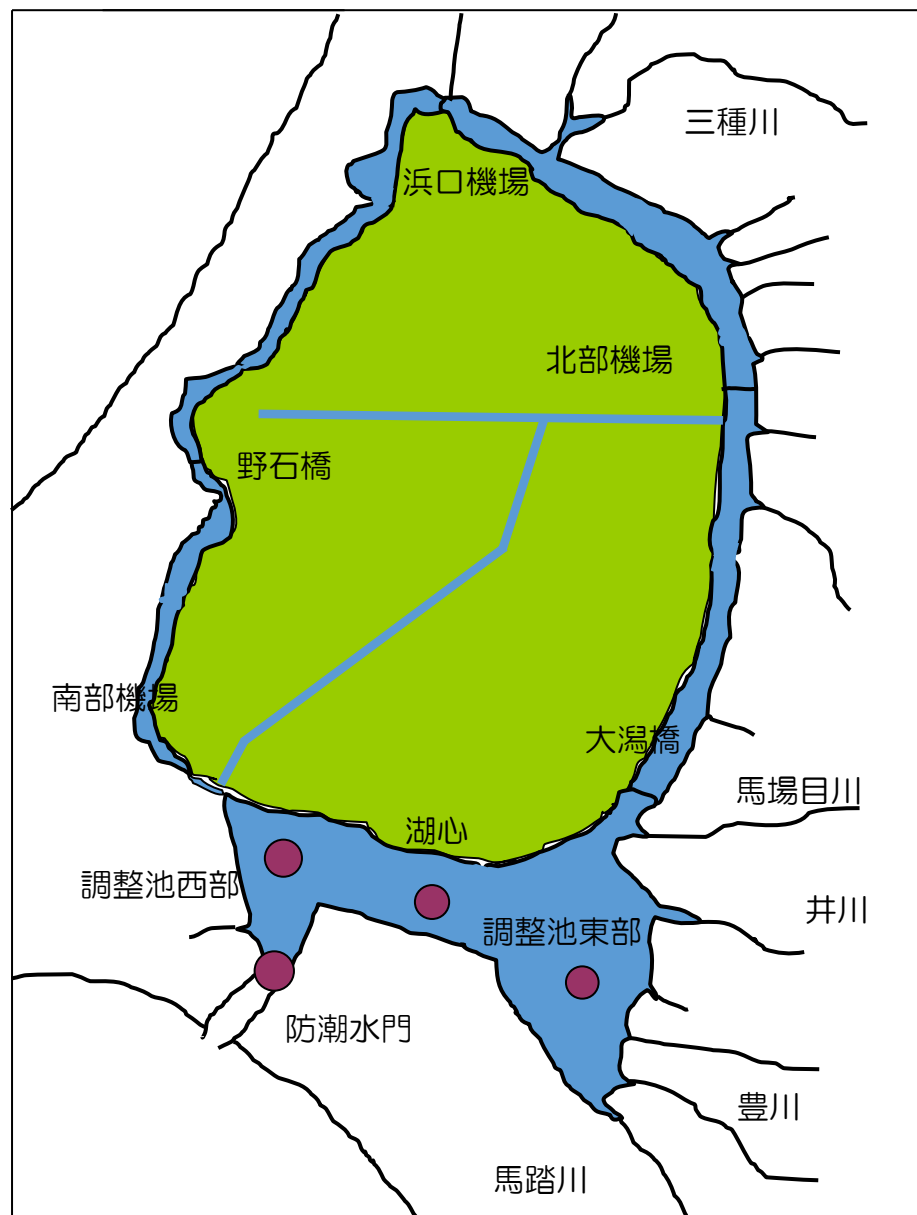 三種川
浜口機場
北部機場
野石橋
南部機場
大潟橋
馬場目川
湖心
調整池西部
井川
調整池東部
防潮水門
豊川
馬踏川